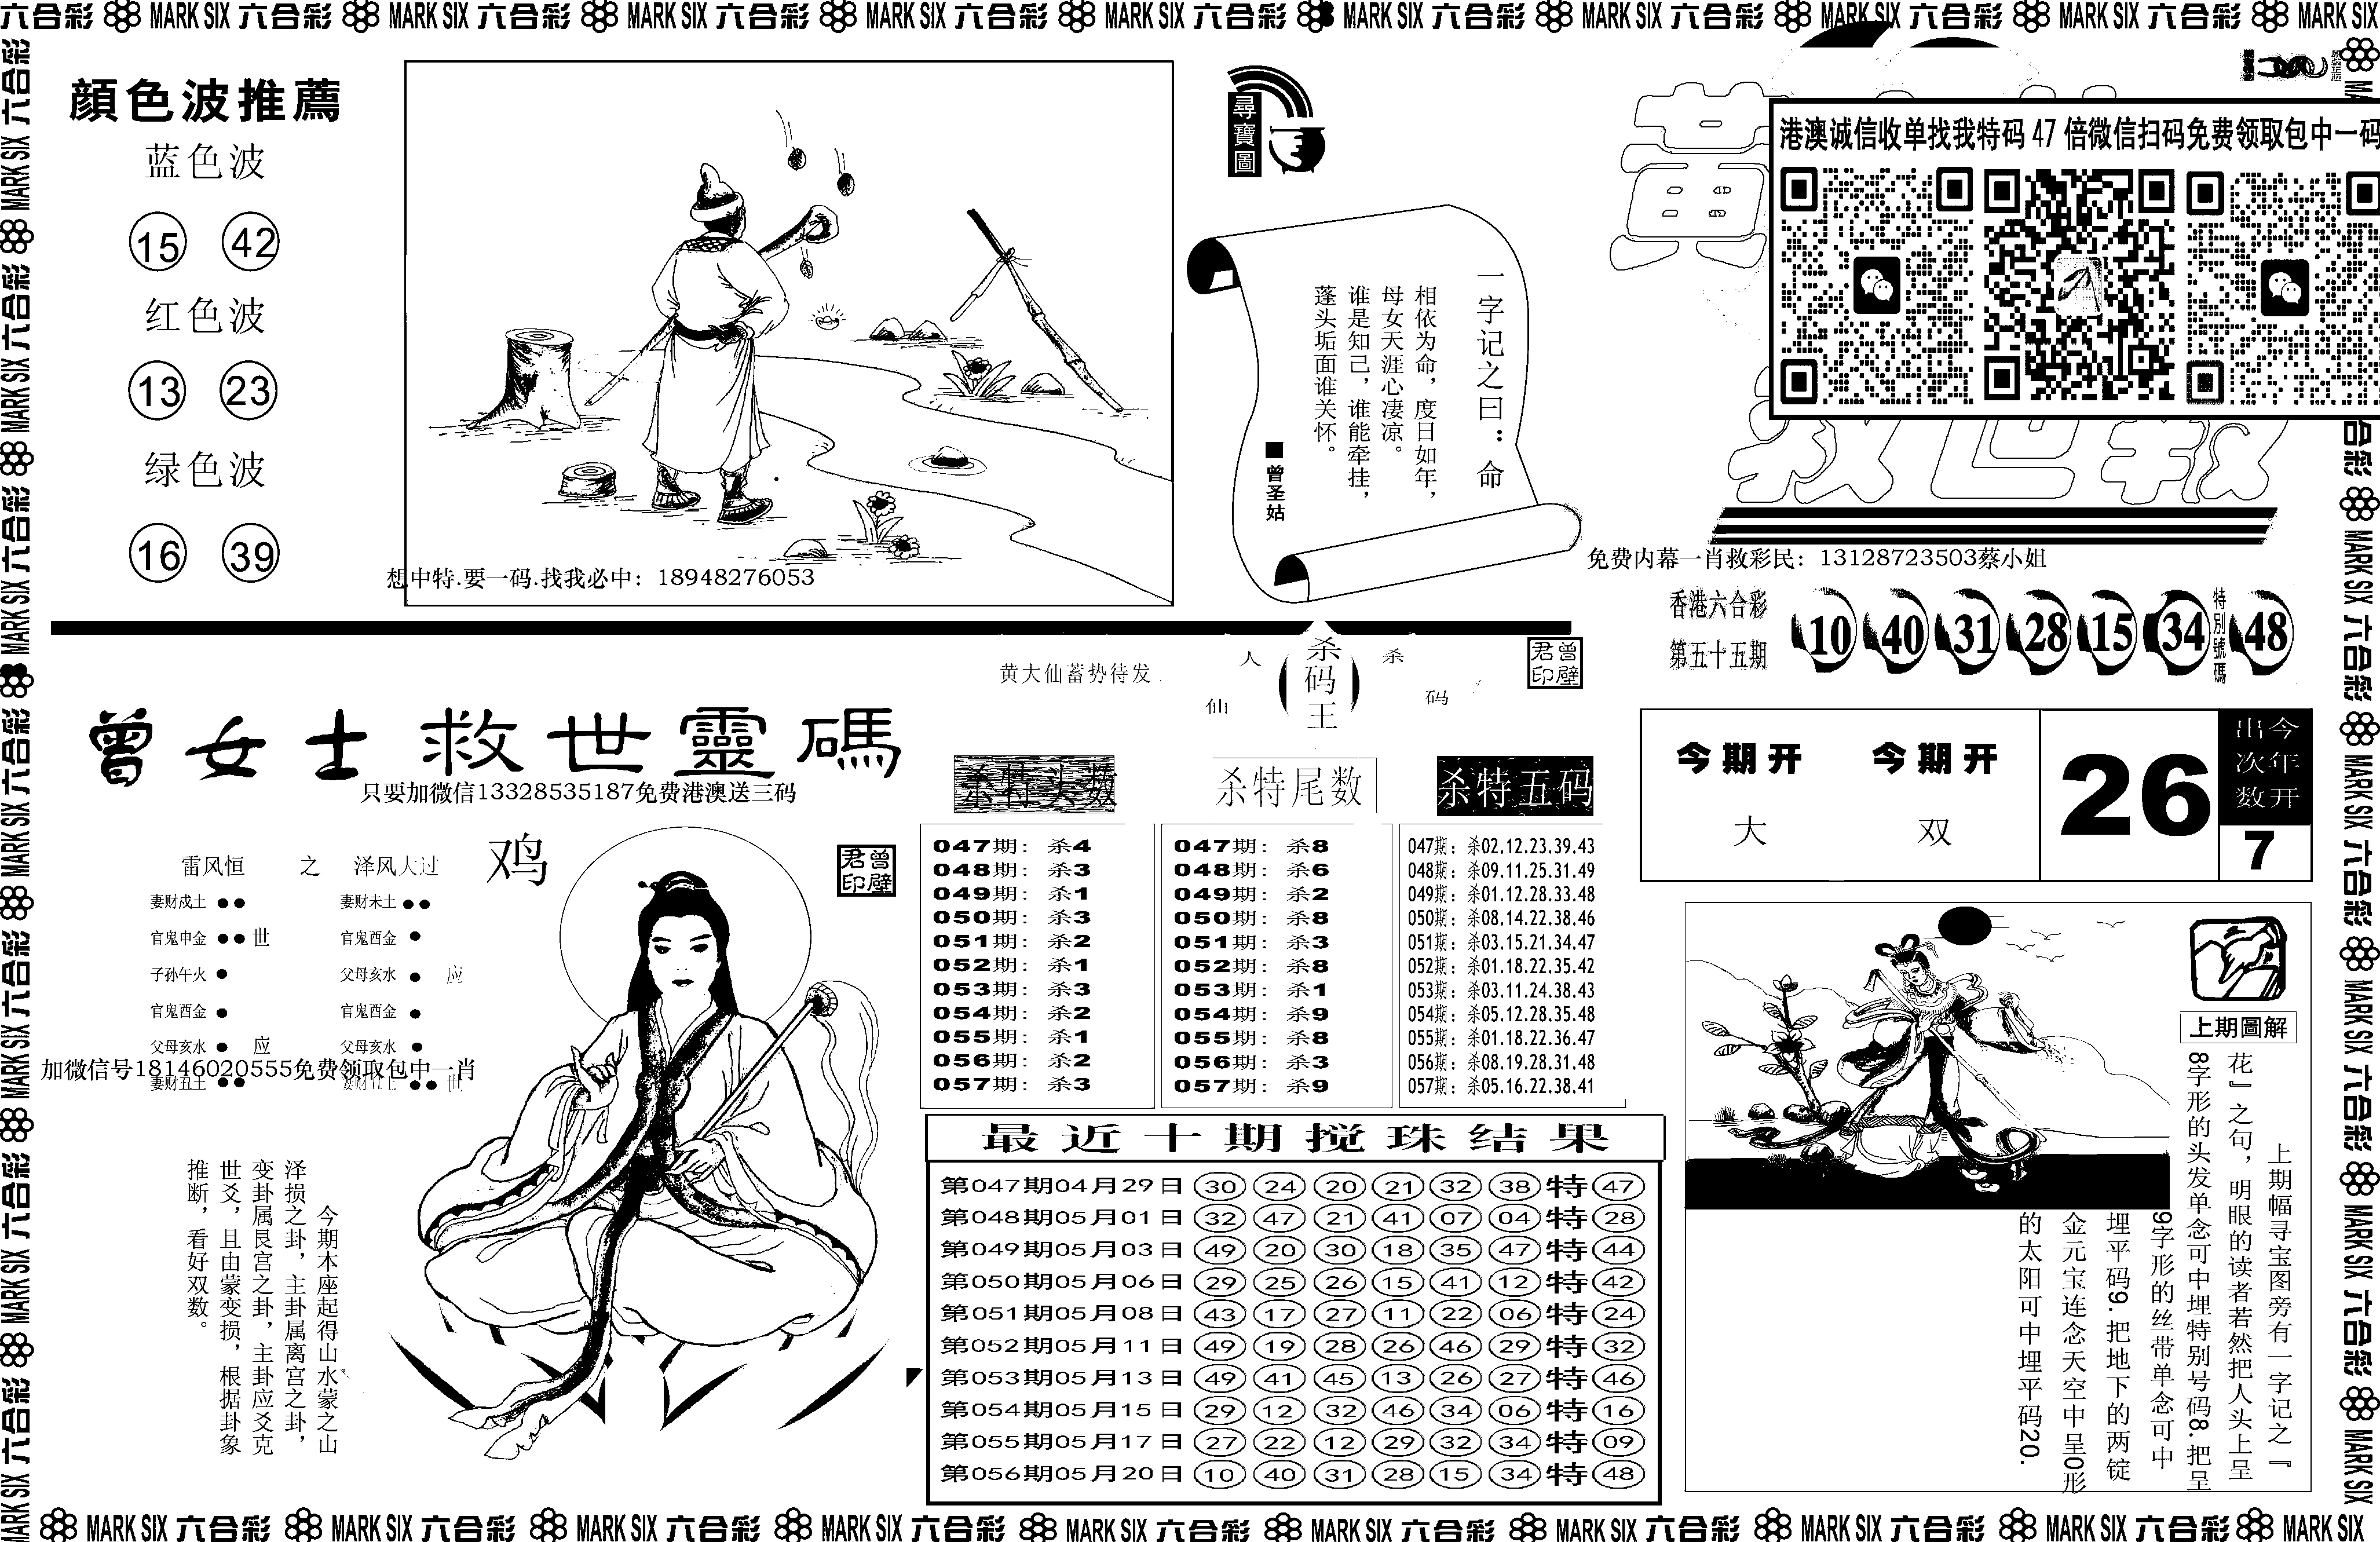 六合彩 MARK SIX 六合彩 MARK SIX 六合彩 MARK SIX 六合彩 MARK SIX 六合彩 MARK SIX 六合彩 MARK SIX 六合彩 MARK SIX 六合彩 MARK SIX 六合彩 MARK SIX 六合彩 MARK SIX
顔色波推薦
蓝色波
15 42
红色波
13 23
绿色波
16 39
想中特.要一码.找我必中：18948276053
尋寶圖
一字记之曰：命
相依为命，度日如年，
母女天涯心凄凉。
谁是知己，谁能牵挂，
蓬头垢面谁关怀。
■曾圣姑
港澳诚信收单找我特码 47 倍微信扫码免费领取包中一码
免费内幕一肖救彩民：13128723503蔡小姐
香港六合彩
第五十五期
10 40 31 28 15 34 特别號碼 48
今期开 今期开
大 双
26
今年开出次数
7
曾女士救世靈碼
只要加微信13328535187免费港澳送三码
雷风恒 之 泽风大过
妻财戍土 妻财未土
官鬼申金 世 官鬼酉金
子孙午火 父母亥水 应
官鬼酉金 官鬼酉金
父母亥水 应 父母亥水
妻财丑土 妻财丑土 世
加微信号18146020555免费领取包中一肖
鸡
曾璧君印
今期本座起得山水蒙之山
泽损之卦，主卦属离宫之卦，
变卦属艮宫之卦，主卦应爻克
世爻，且由蒙变损，根据卦象
推断，看好双数。
黄大仙蓄势待发
仙 人 杀码王 杀 码
曾璧君印
杀特头数
047期：杀4
048期：杀3
049期：杀1
050期：杀3
051期：杀2
052期：杀1
053期：杀3
054期：杀2
055期：杀1
056期：杀2
057期：杀3
杀特尾数
047期：杀8
048期：杀6
049期：杀2
050期：杀8
051期：杀3
052期：杀8
053期：杀1
054期：杀9
055期：杀8
056期：杀3
057期：杀9
杀特五码
047期：杀02.12.23.39.43
048期：杀09.11.25.31.49
049期：杀01.12.28.33.48
050期：杀08.14.22.38.46
051期：杀03.15.21.34.47
052期：杀01.18.22.35.42
053期：杀03.11.24.38.43
054期：杀05.12.28.35.48
055期：杀01.18.22.36.47
056期：杀08.19.28.31.48
057期：杀05.16.22.38.41
最近十期搅珠结果
第047期04月29日 30 24 20 21 32 38 特 47
第048期05月01日 32 47 21 41 07 04 特 28
第049期05月03日 49 20 30 18 35 47 特 44
第050期05月06日 29 25 26 15 41 12 特 42
第051期05月08日 43 17 27 11 22 06 特 24
第052期05月11日 49 19 28 26 46 29 特 32
第053期05月13日 49 41 45 13 26 27 特 46
第054期05月15日 29 12 32 46 34 06 特 16
第055期05月17日 27 22 12 29 32 34 特 09
第056期05月20日 10 40 31 28 15 34 特 48
上期圖解
上期幅寻宝图旁有一字记之『
花』之句，明眼的读者若然把人头上呈
8字形的头发单念可中埋特别号码8.把呈
9字形的丝带单念可中
埋平码9.把地下的两锭
金元宝连念天空中呈0形
的太阳可中埋平码20.
MARK SIX 六合彩 MARK SIX 六合彩 MARK SIX 六合彩 MARK SIX 六合彩 MARK SIX 六合彩 MARK SIX 六合彩 MARK SIX 六合彩 MARK SIX 六合彩 MARK SIX 六合彩 MARK SIX